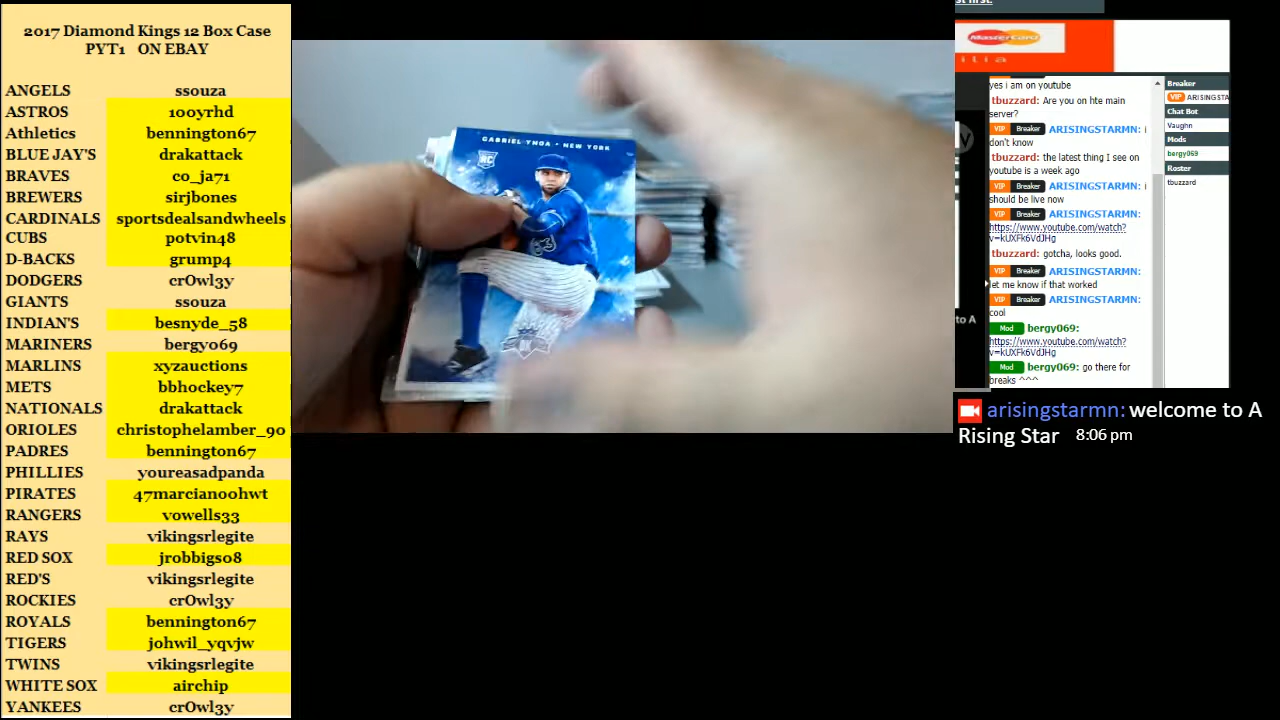 2017 Diamond Kings 12 Box Case
PYT1 ON EBAY
ANGELS ssouza
ASTROS 100yrhd
Athletics bennington67
BLUE JAY'S drakattack
BRAVES co_ja71
BREWERS sirjbones
CARDINALS sportsdealsandwheels
CUBS potvin48
D-BACKS grump4
DODGERS crOwl3y
GIANTS ssouza
INDIAN'S besnyde_58
MARINERS bergy069
MARLINS xyzauctions
METS bbhockey7
NATIONALS drakattack
ORIOLES christophelamber_90
PADRES bennington67
PHILLIES youreasadpanda
PIRATES 47marcianoohwt
RANGERS vowells33
RAYS vikingsrlegite
RED SOX jrobbigs08
RED'S vikingsrlegite
ROCKIES crOwl3y
ROYALS bennington67
TIGERS johwil_yqvjw
TWINS vikingsrlegite
WHITE SOX airchip
YANKEES crOwl3y
GABRIEL YNOA • NEW YORK
RC
63
st first.
MasterCard
yes i am on youtube
tbuzzard: Are you on hte main
server?
VIP Breaker ARISINGSTARMN: i
don't know
tbuzzard: the latest thing I see on
youtube is a week ago
VIP Breaker ARISINGSTARMN: i
should be live now
VIP Breaker ARISINGSTARMN:
https://www.youtube.com/watch?
v=kUXFk6VdJHg
tbuzzard: gotcha, looks good.
VIP Breaker ARISINGSTARMN:
let me know if that worked
VIP Breaker ARISINGSTARMN:
cool
Mod bergy069:
https://www.youtube.com/watch?
v=kUXFk6VdJHg
Mod bergy069: go there for
breaks ^^^
Breaker
VIP ARISINGSTA
Chat Bot
Vaughn
Mods
bergy069
Roster
tbuzzard
to A
arisingstarmn: welcome to A
Rising Star 8:06 pm